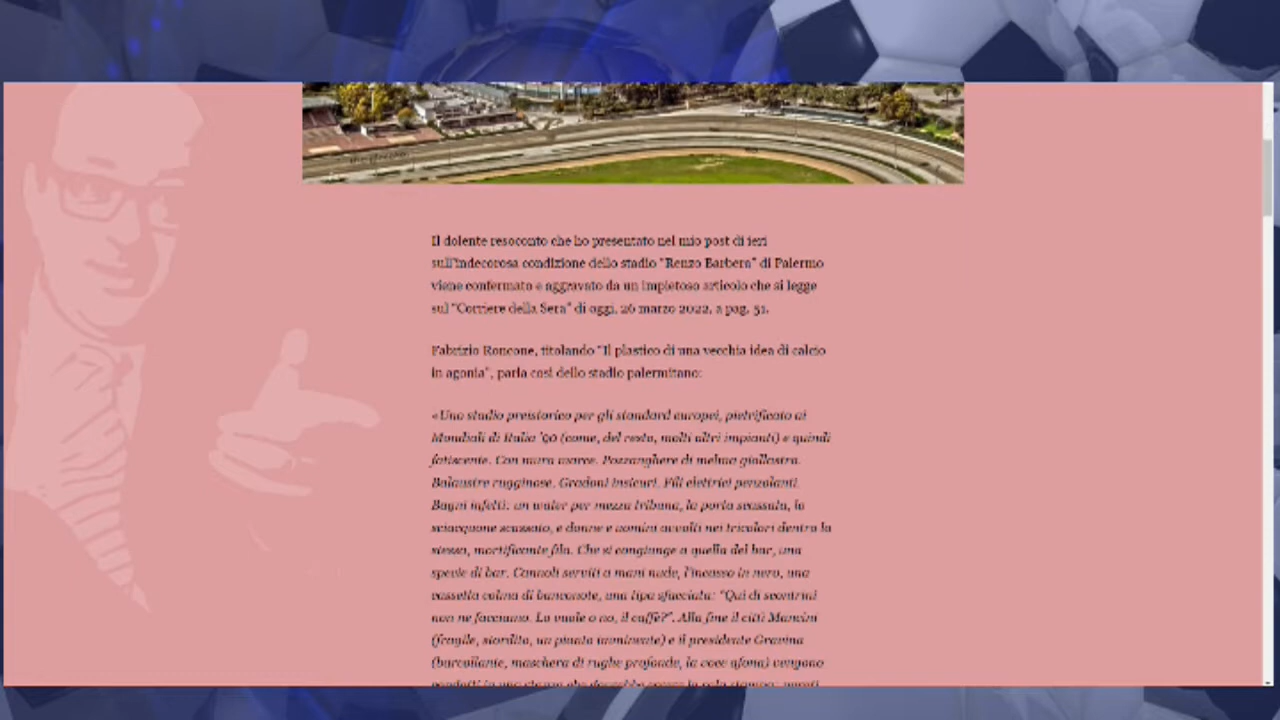 Il dolente resoconto che ho presentato nel mio post di ieri
sull'indecorosa condizione dello stadio "Renzo Barbera" di Palermo
viene confermato e aggravato da un impietoso articolo che si legge
sul "Corriere della Sera" di oggi, 26 marzo 2022, a pag. 51.
Fabrizio Roncone, titolando "Il plastico di una vecchia idea di calcio
in agonia", parla così dello stadio palermitano:
«Uno stadio preistorico per gli standard europei, pietrificato ai
Mondiali di Italia '90 (come, del resto, molti altri impianti) e quindi
fatiscente. Con mura marce. Pozzanghere di melma giallastra.
Balaustre rugginose. Gradoni insicuri. Fili elettrici penzolanti.
Bagni infetti: un water per mezza tribuna, la porta scassata, lo
sciacquone scassato, e donne e uomini avvolti nei tricolori dentro la
stessa, mortificante fila. Che si congiunge a quella del bar, una
specie di bar. Cannoli serviti a mani nude, l'incasso in nero, una
cassetta colma di banconote, una tipa sfacciata: "Qui di scontrini
non ne facciamo. Lo vuole o no, il caffè?". Alla fine il cittì Mancini
(fragile, stordito, un pianto imminente) e il presidente Gravina
(barcollante, maschera di rughe profonde, la voce afona) vengono